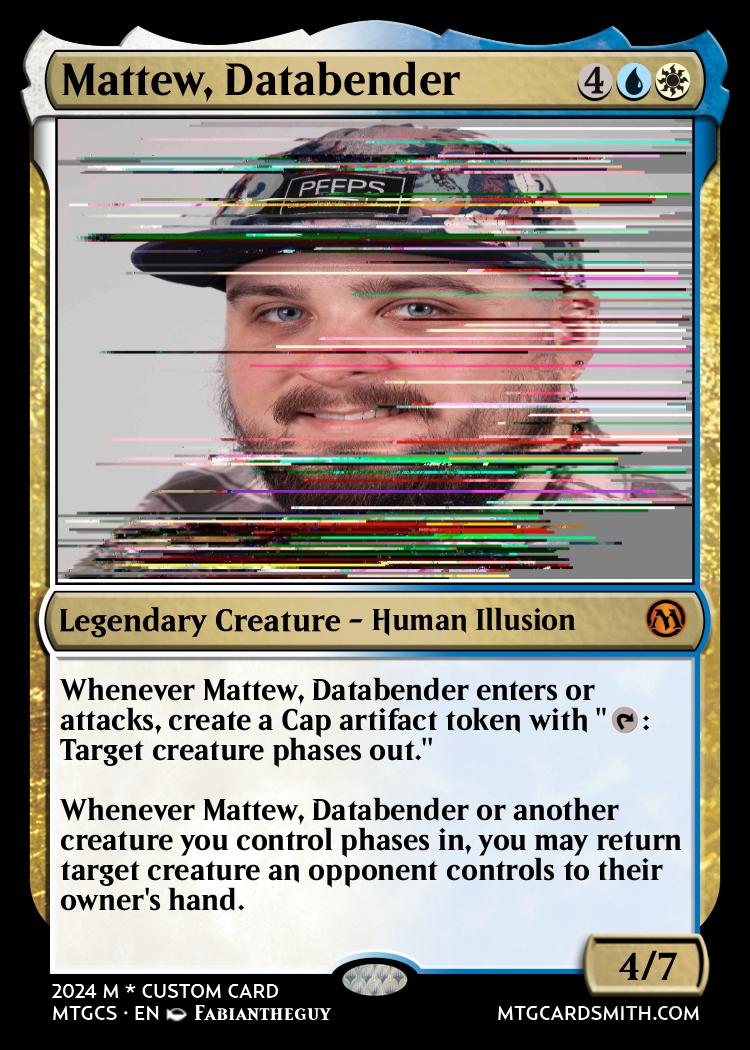 Mattew, Databender 4
PEEPS
Legendary Creature – Human Illusion
Whenever Mattew, Databender enters or
attacks, create a Cap artifact token with " :
Target creature phases out."
Whenever Mattew, Databender or another
creature you control phases in, you may return
target creature an opponent controls to their
owner's hand.
4/7
2024 M * CUSTOM CARD
MTGCS · EN FABIANTHEGUY
MTGCARDSMITH.COM